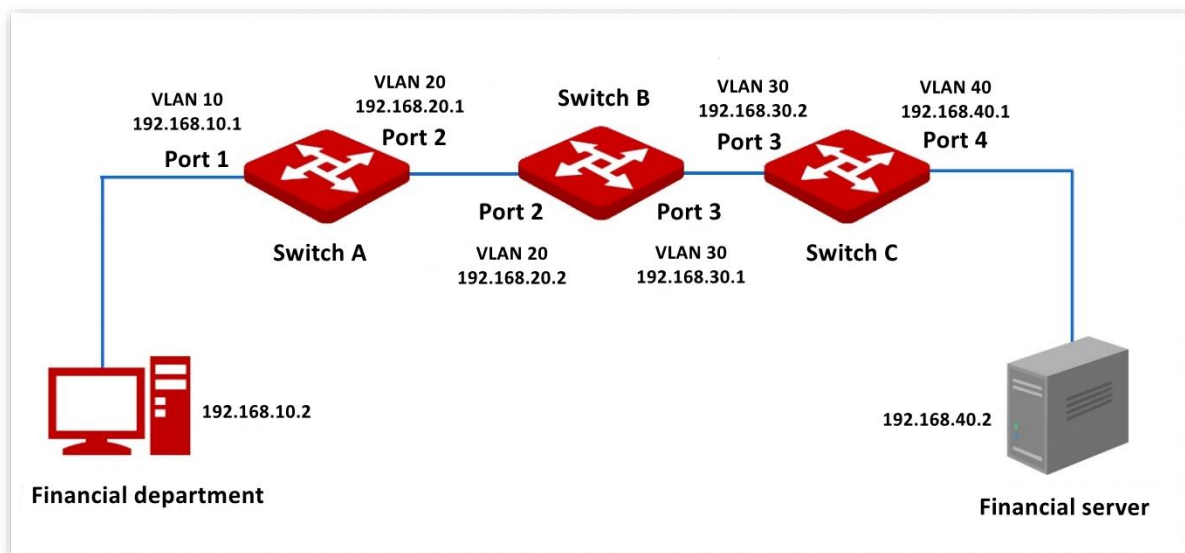 VLAN 10
192.168.10.1
Port 1
VLAN 20
192.168.20.1
Port 2
Switch A
Switch B
Port 2
VLAN 20
192.168.20.2
Port 3
VLAN 30
192.168.30.1
VLAN 30
192.168.30.2
Port 3
VLAN 40
192.168.40.1
Port 4
Switch C
192.168.10.2
Financial department
192.168.40.2
Financial server